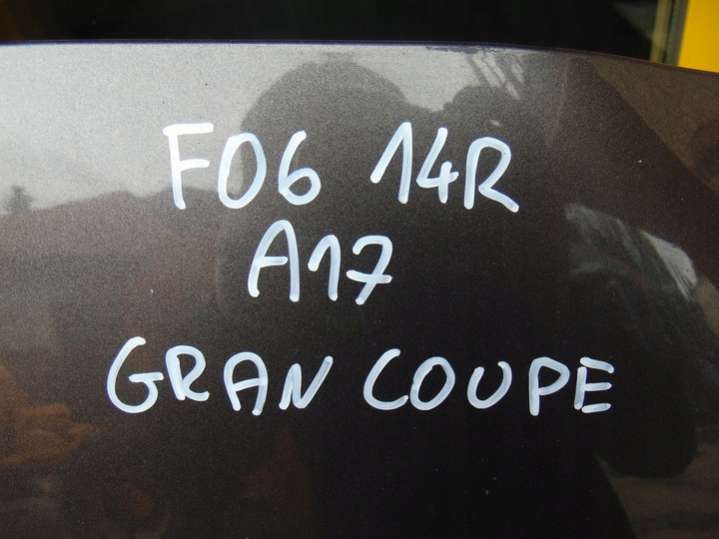 F06 14R
A17
GRAN COUPE